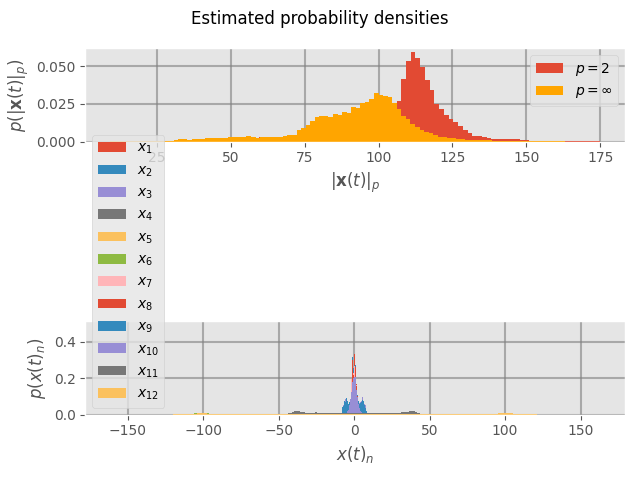 Estimated probability densities
p(|𝐱(t)|ₚ)
0.050
0.025
0.000
p = 2
p = ∞
25 50 75 100 125 150 175
|𝐱(t)|ₚ
x₁
x₂
x₃
x₄
x₅
x₆
x₇
x₈
x₉
x₁₀
x₁₁
x₁₂
p(x(t)ₙ)
0.4
0.2
0.0
−150 −100 −50 0 50 100 150
x(t)ₙ